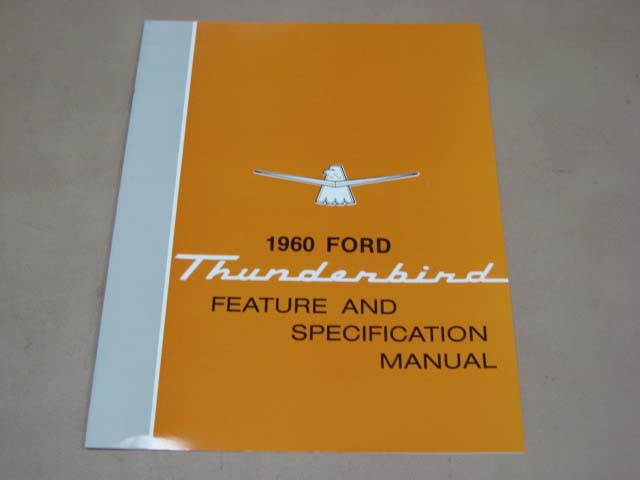 1960 FORD
Thunderbird
FEATURE AND
SPECIFICATION
MANUAL